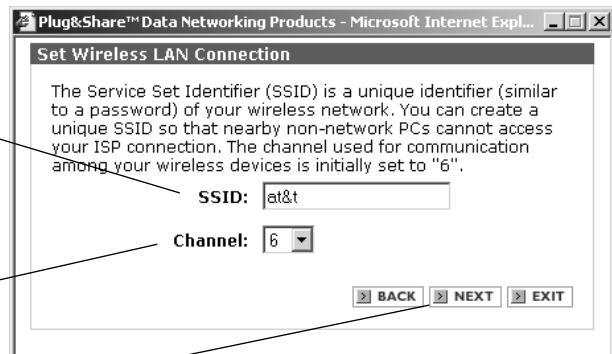 Plug&Share™ Data Networking Products - Microsoft Internet Expl...
Set Wireless LAN Connection
The Service Set Identifier (SSID) is a unique identifier (similar
to a password) of your wireless network. You can create a
unique SSID so that nearby non-network PCs cannot access
your ISP connection. The channel used for communication
among your wireless devices is initially set to "6".
SSID: at&t
Channel: 6
BACK NEXT EXIT